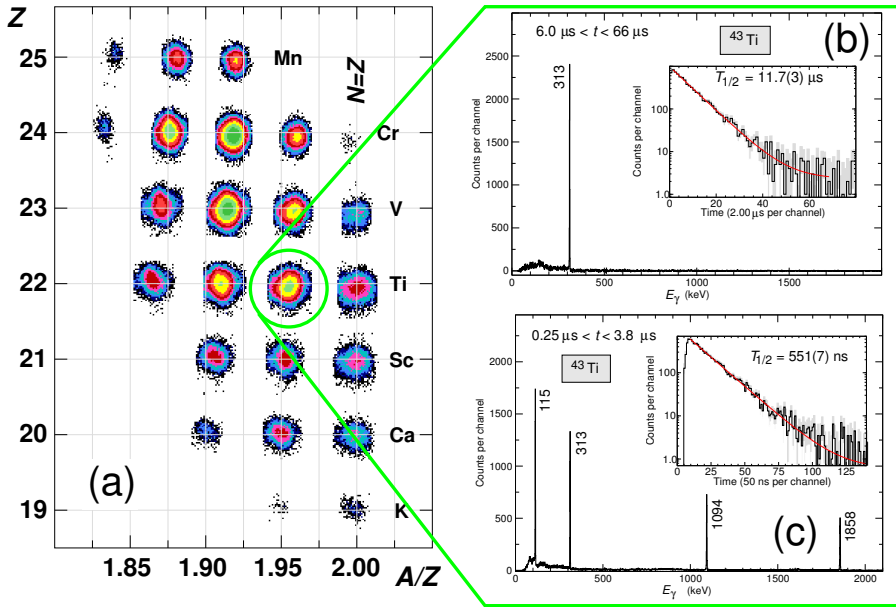 Z
25
24
23
22
21
20
19
Mn
N=Z
Cr
V
Ti
Sc
Ca
K
(a)
1.85
1.90
1.95
2.00
A/Z
6.0 μs < t < 66 μs
43Ti
(b)
Counts per channel
3000
2500
2000
1500
1000
500
0
313
T1/2 = 11.7(3) μs
Counts per channel
100
10
1.0
0
20
40
60
Time (2.00 μs per channel)
0
500
1000
1500
Eγ (keV)
0.25 μs < t < 3.8 μs
43Ti
(c)
Counts per channel
2000
1500
1000
500
0
115
313
1094
1858
T1/2 = 551(7) ns
Counts per channel
100
10
1.0
0
25
50
75
100
125
Time (50 ns per channel)
0
500
1000
1500
2000
Eγ (keV)